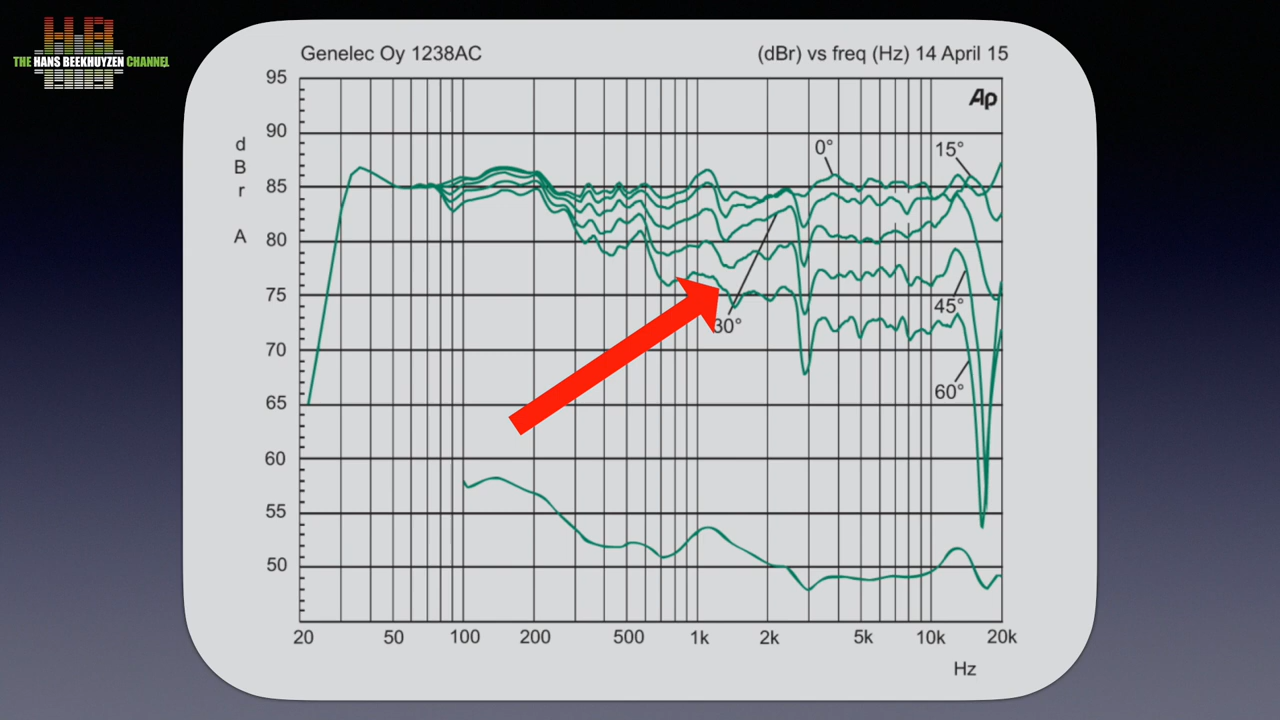 HB
THE HANS BEEKHUYZEN CHANNEL
Genelec Oy 1238AC (dBr) vs freq (Hz) 14 April 15
Ap
95
90
85
80
75
70
65
60
55
50
d
B
r
A
0°
15°
30°
45°
60°
20 50 100 200 500 1k 2k 5k 10k 20k
Hz